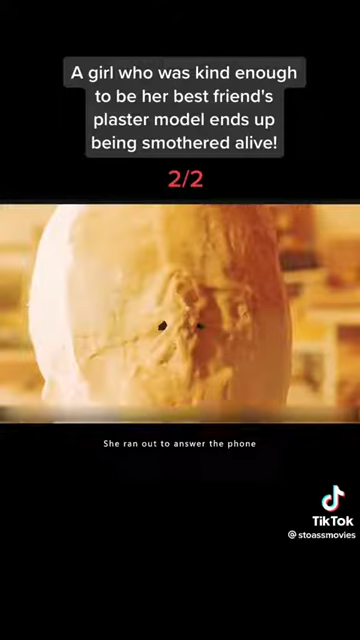 A girl who was kind enough
to be her best friend's
plaster model ends up
being smothered alive!
2/2
She ran out to answer the phone
TikTok
@stoassmovies